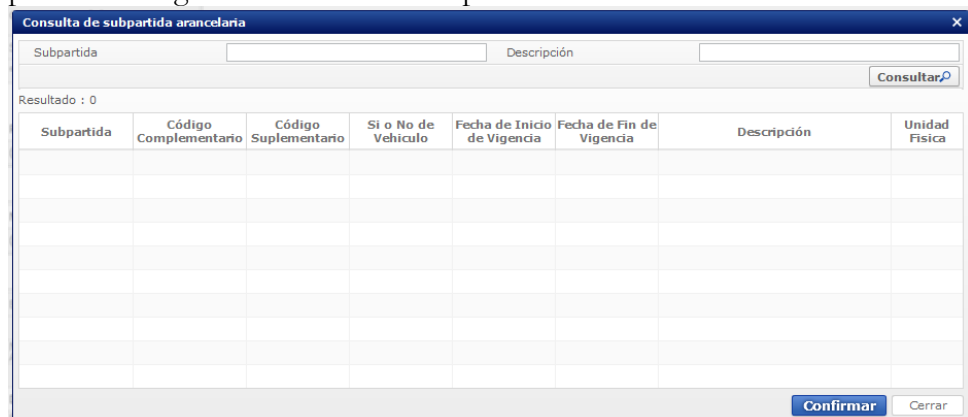 Consulta de subpartida arancelaria
Subpartida Descripción
Consultar
Resultado : 0
Subpartida Código Complementario Código Suplementario Si o No de Vehiculo Fecha de Inicio de Vigencia Fecha de Fin de Vigencia Descripción Unidad Fisica
Confirmar Cerrar